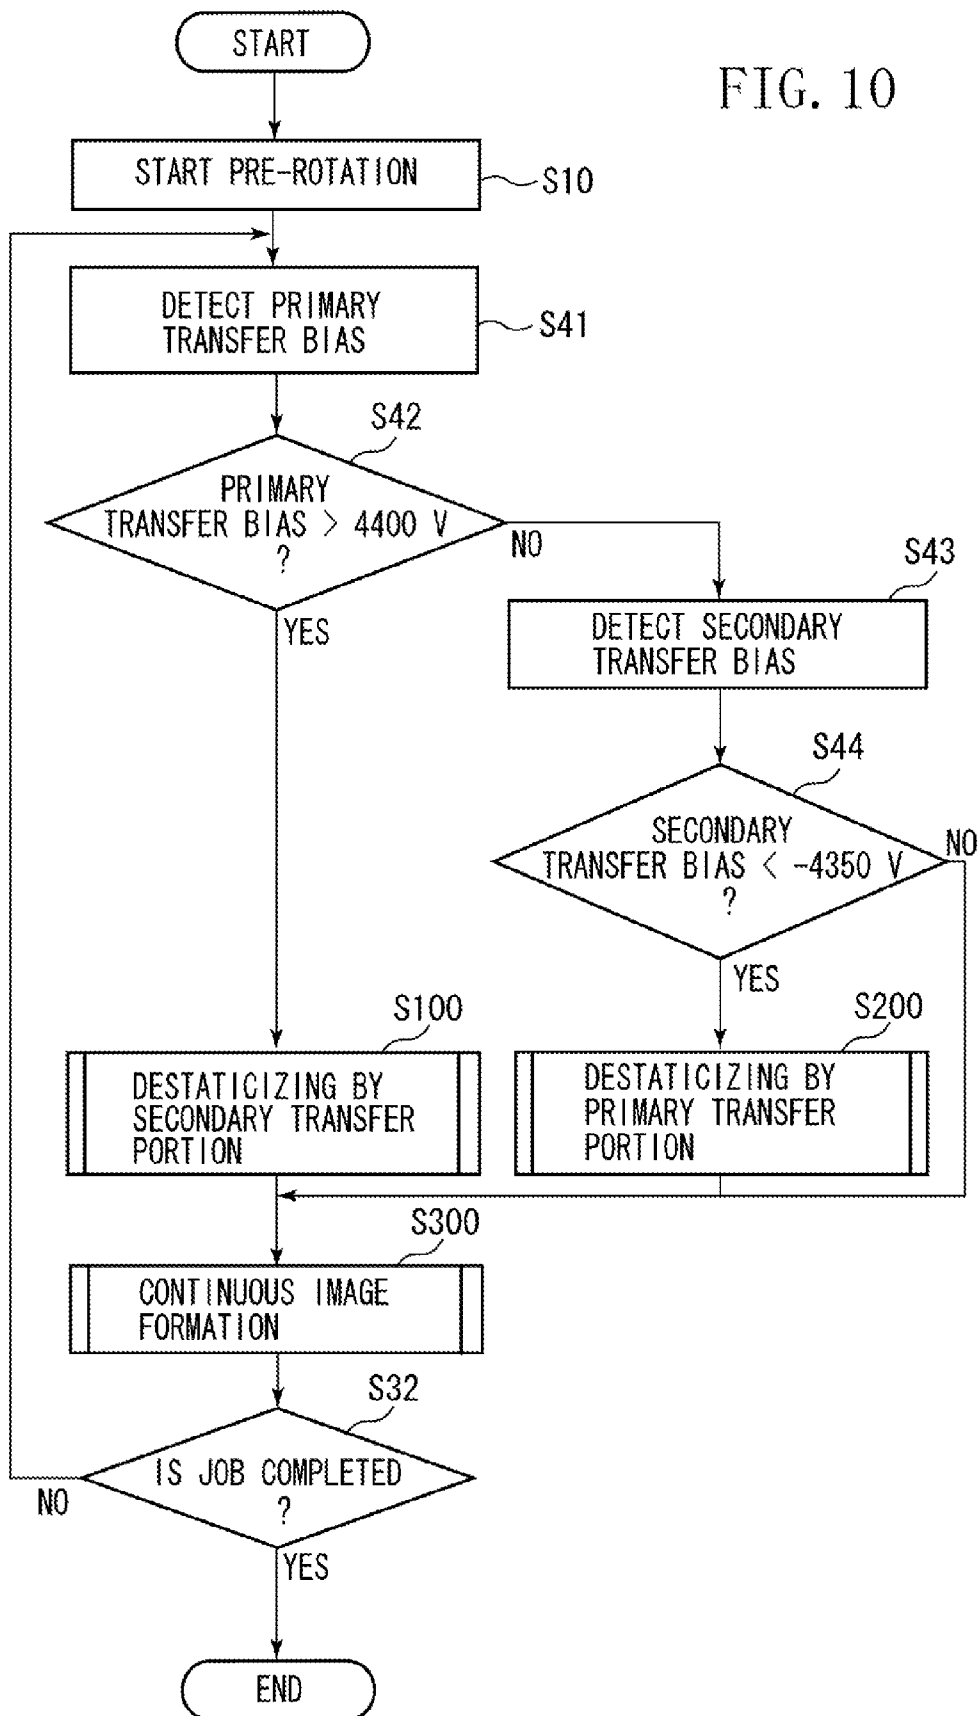 START
FIG. 10
START PRE-ROTATION
S10
DETECT PRIMARY
TRANSFER BIAS
S41
S42
PRIMARY
TRANSFER BIAS > 4400 V
?
NO
YES
S43
DETECT SECONDARY
TRANSFER BIAS
S44
SECONDARY
TRANSFER BIAS < -4350 V
?
NO
YES
S100
DESTATICIZING BY
SECONDARY TRANSFER
PORTION
S200
DESTATICIZING BY
PRIMARY TRANSFER
PORTION
S300
CONTINUOUS IMAGE
FORMATION
S32
IS JOB COMPLETED
?
NO
YES
END